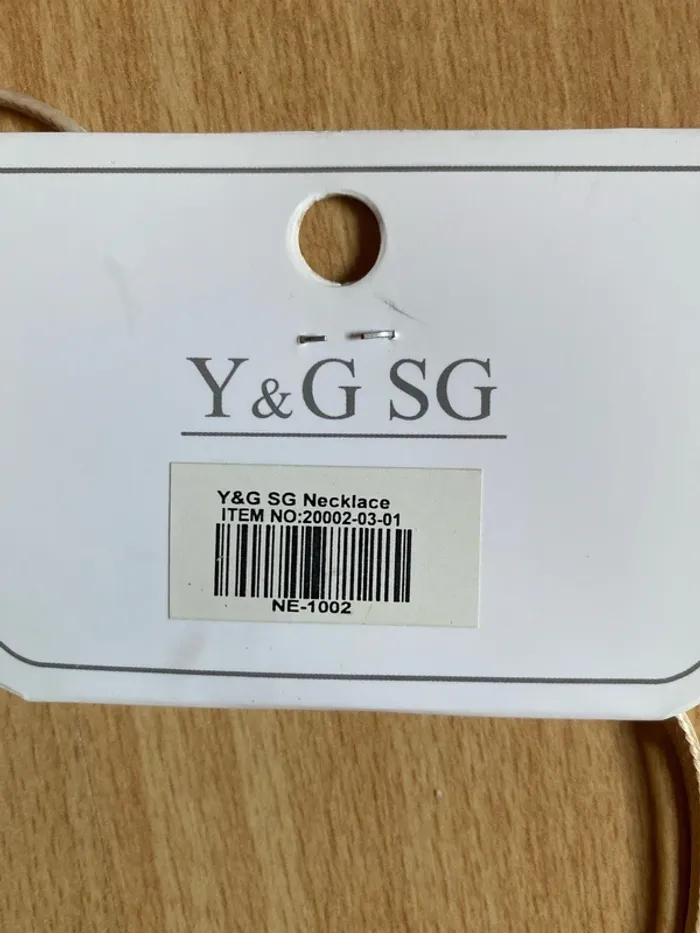 Y&G SG
Y&G SG Necklace
ITEM NO:20002-03-01
NE-1002